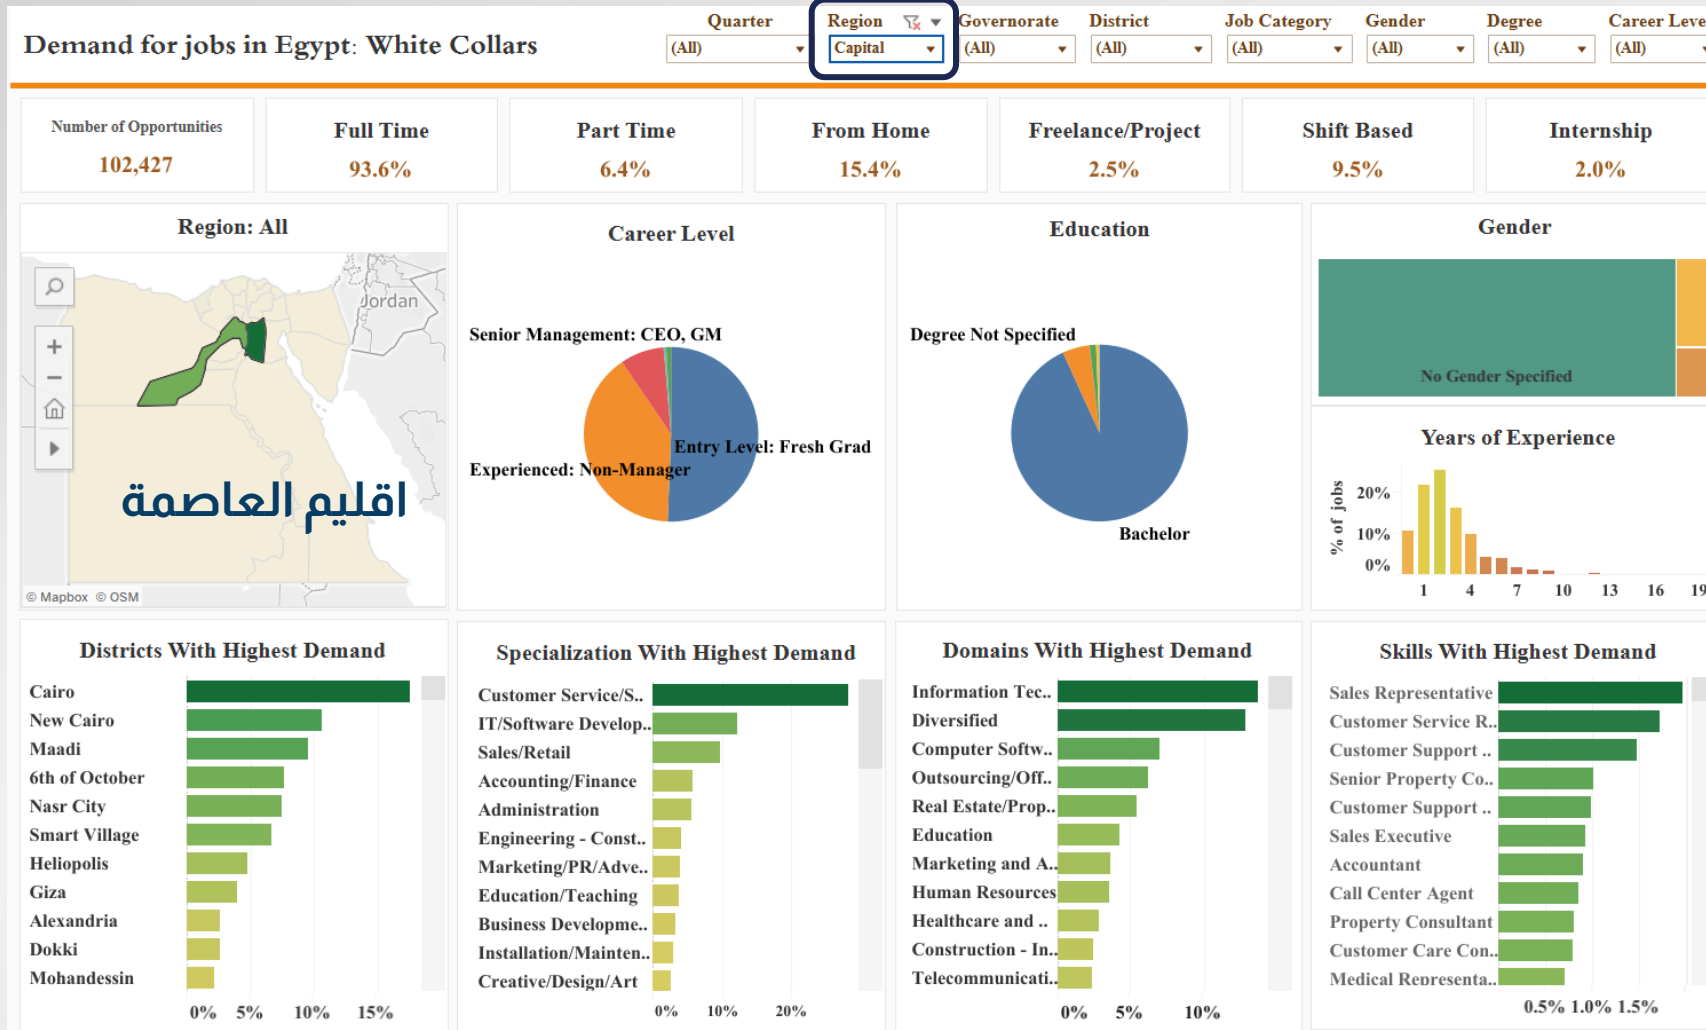 Demand for jobs in Egypt: White Collars
Quarter
(All)
Region
Capital
Governorate
(All)
District
(All)
Job Category
(All)
Gender
(All)
Degree
(All)
Career Leve
(All)
Number of Opportunities
102,427
Full Time
93.6%
Part Time
6.4%
From Home
15.4%
Freelance/Project
2.5%
Shift Based
9.5%
Internship
2.0%
Region: All
Jordan
اقليم العاصمة
© Mapbox © OSM
Career Level
Senior Management: CEO, GM
Entry Level: Fresh Grad
Experienced: Non-Manager
Education
Degree Not Specified
Bachelor
Gender
No Gender Specified
Years of Experience
% of jobs
20%
10%
0%
1 4 7 10 13 16 19
Districts With Highest Demand
Cairo
New Cairo
Maadi
6th of October
Nasr City
Smart Village
Heliopolis
Giza
Alexandria
Dokki
Mohandessin
0% 5% 10% 15%
Specialization With Highest Demand
Customer Service/S..
IT/Software Develop..
Sales/Retail
Accounting/Finance
Administration
Engineering - Const..
Marketing/PR/Adve..
Education/Teaching
Business Developme..
Installation/Mainten..
Creative/Design/Art
0% 10% 20%
Domains With Highest Demand
Information Tec..
Diversified
Computer Softw..
Outsourcing/Off..
Real Estate/Prop..
Education
Marketing and A..
Human Resources
Healthcare and ..
Construction - In..
Telecommunicati..
0% 5% 10%
Skills With Highest Demand
Sales Representative
Customer Service R..
Customer Support ..
Senior Property Co..
Customer Support ..
Sales Executive
Accountant
Call Center Agent
Property Consultant
Customer Care Con..
Medical Representa..
0.5% 1.0% 1.5%